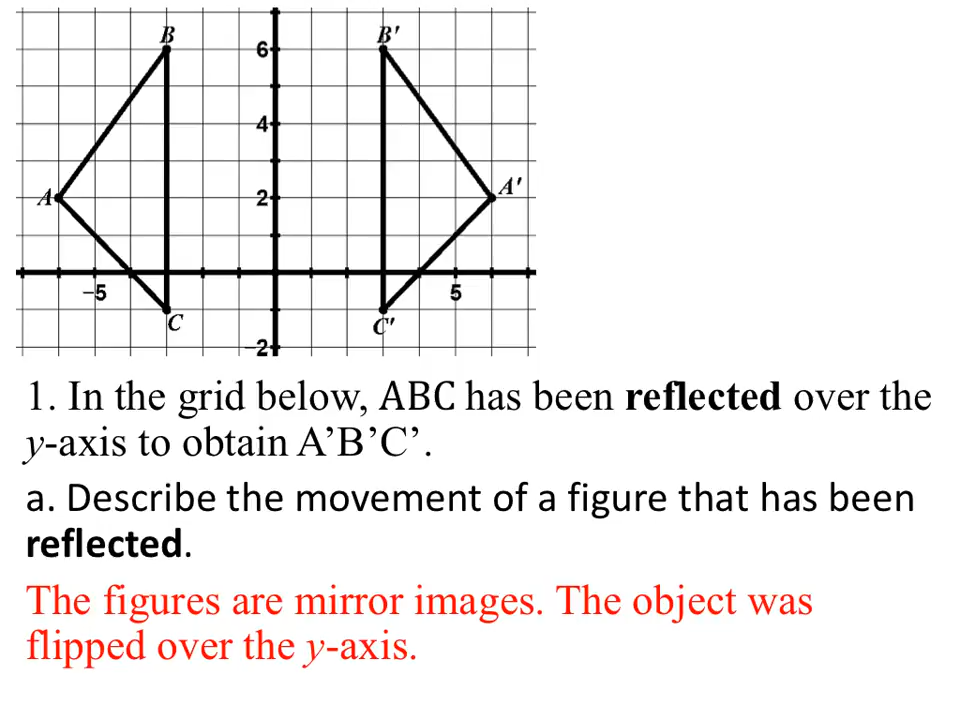 B B'
6
4
A 2 A'
−5 5
C C'
−2
1. In the grid below, ABC has been reflected over the
y-axis to obtain A’B’C’.
a. Describe the movement of a figure that has been
reflected.
The figures are mirror images. The object was
flipped over the y-axis.